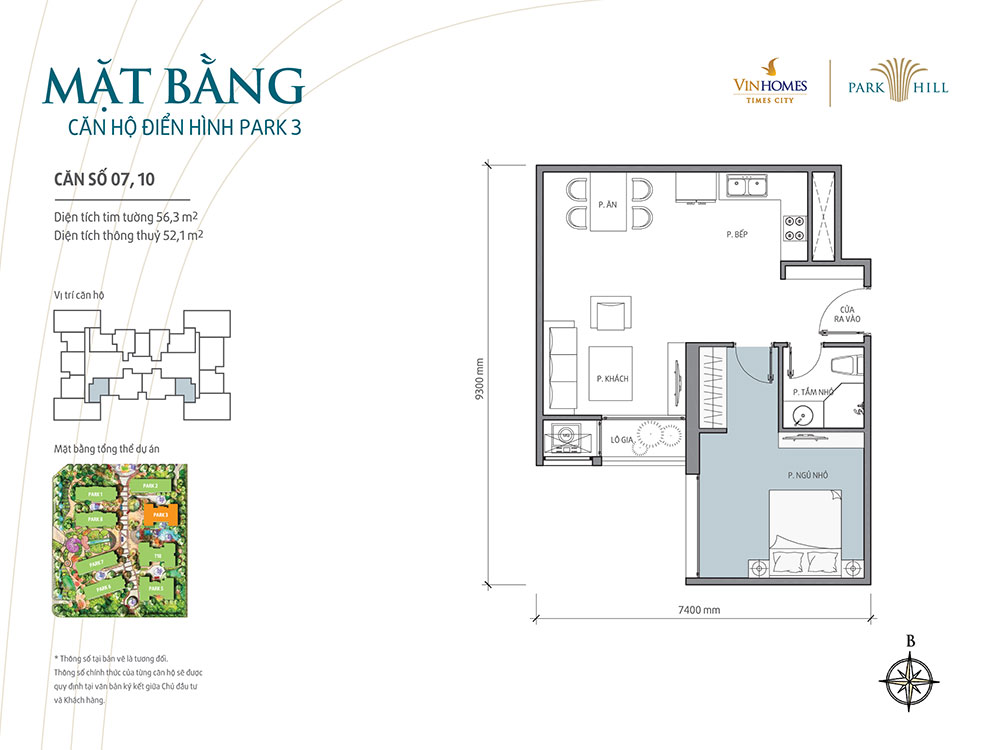 MẶT BẰNG
CĂN HỘ ĐIỂN HÌNH PARK 3
VINHOMES
TIMES CITY
PARK HILL
CĂN SỐ 07, 10
Diện tích tim tường 56,3 m2
Diện tích thông thuỷ 52,1 m2
Vị trí căn hộ
Mặt bằng tổng thể dự án
PARK 1
PARK 2
PARK 3
PARK 8
T18
PARK 7
PARK 6
PARK 5
* Thông số tại bản vẽ là tương đối.
Thông số chính thức của từng căn hộ sẽ được
quy định tại văn bản ký kết giữa Chủ đầu tư
và Khách hàng.
P. ĂN
P. BẾP
CỬA
RA VÀO
P. KHÁCH
P. TẮM NHỎ
LÔ GIA
P. NGỦ NHỎ
9300 mm
7400 mm
B